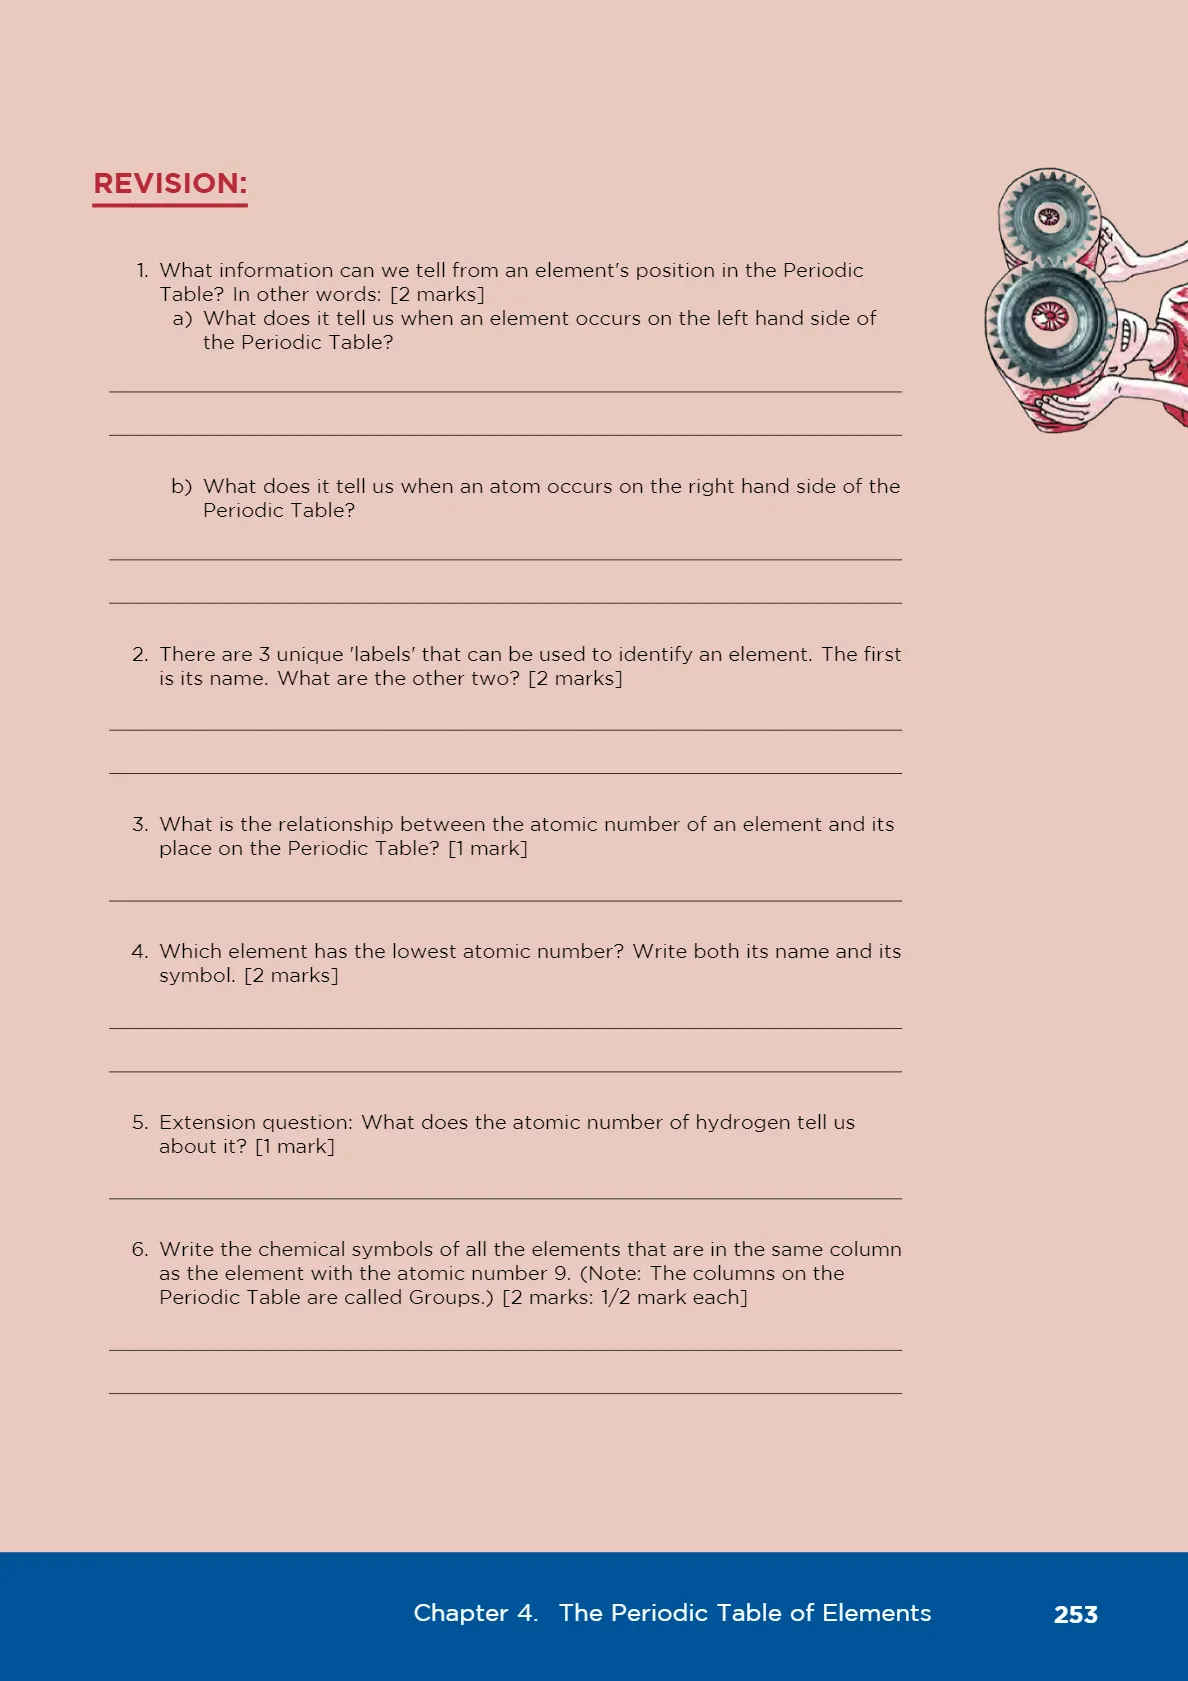 REVISION:
1. What information can we tell from an element's position in the Periodic
Table? In other words: [2 marks]
a) What does it tell us when an element occurs on the left hand side of
the Periodic Table?
b) What does it tell us when an atom occurs on the right hand side of the
Periodic Table?
2. There are 3 unique 'labels' that can be used to identify an element. The first
is its name. What are the other two? [2 marks]
3. What is the relationship between the atomic number of an element and its
place on the Periodic Table? [1 mark]
4. Which element has the lowest atomic number? Write both its name and its
symbol. [2 marks]
5. Extension question: What does the atomic number of hydrogen tell us
about it? [1 mark]
6. Write the chemical symbols of all the elements that are in the same column
as the element with the atomic number 9. (Note: The columns on the
Periodic Table are called Groups.) [2 marks: 1/2 mark each]
Chapter 4. The Periodic Table of Elements 253